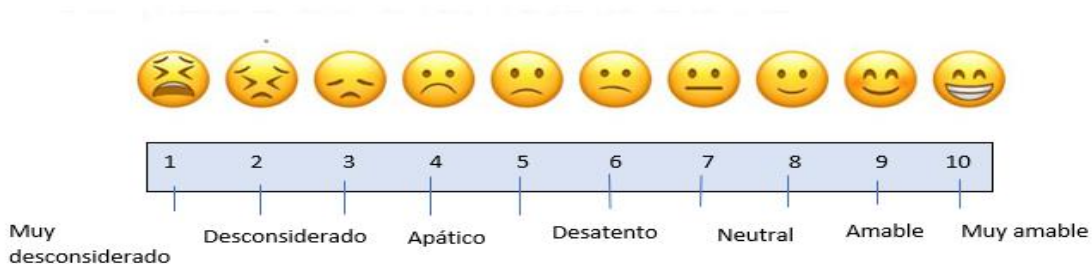 1 2 3 4 5 6 7 8 9 10
Muy desconsiderado Desconsiderado Apático Desatento Neutral Amable Muy amable